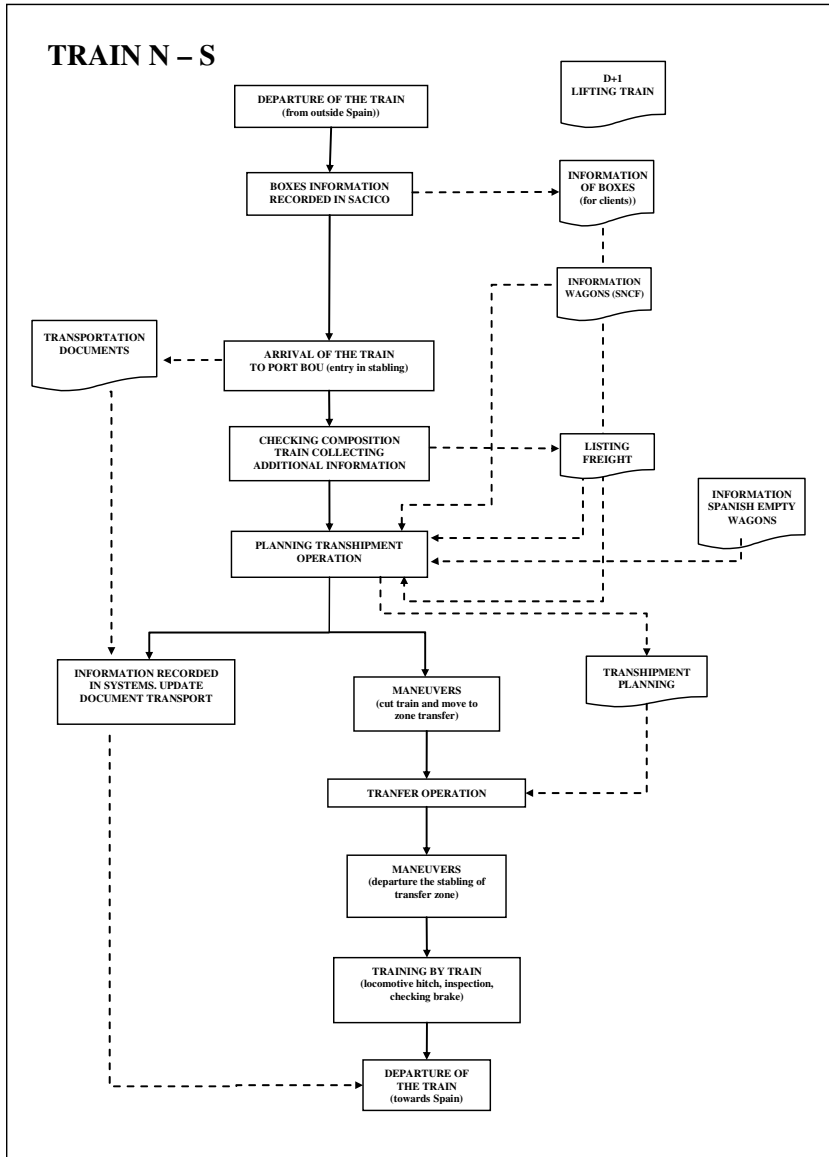 TRAIN N – S
DEPARTURE OF THE TRAIN
(from outside Spain))
D+1
LIFTING TRAIN
BOXES INFORMATION
RECORDED IN SACICO
INFORMATION
OF BOXES
(for clients))
INFORMATION
WAGONS (SNCF)
TRANSPORTATION
DOCUMENTS
ARRIVAL OF THE TRAIN
TO PORT BOU (entry in stabling)
CHECKING COMPOSITION
TRAIN COLLECTING
ADDITIONAL INFORMATION
LISTING
FREIGHT
INFORMATION
SPANISH EMPTY
WAGONS
PLANNING TRANSHIPMENT
OPERATION
INFORMATION RECORDED
IN SYSTEMS. UPDATE
DOCUMENT TRANSPORT
MANEUVERS
(cut train and move to
zone transfer)
TRANSHIPMENT
PLANNING
TRANFER OPERATION
MANEUVERS
(departure the stabling of
transfer zone)
TRAINING BY TRAIN
(locomotive hitch, inspection,
checking brake)
DEPARTURE OF
THE TRAIN
(towards Spain)